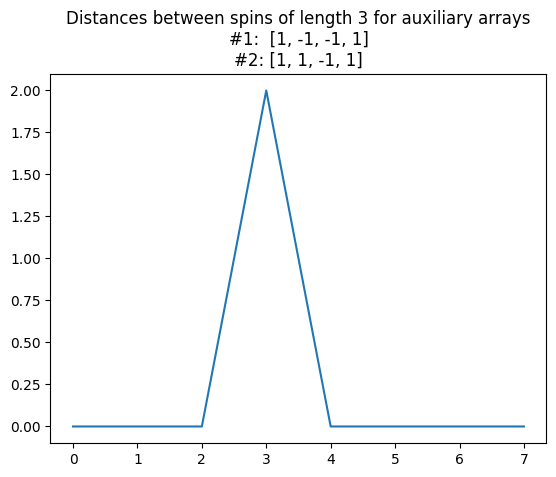 Distances between spins of length 3 for auxiliary arrays
#1:  [1, -1, -1, 1]
#2: [1, 1, -1, 1]
2.00
1.75
1.50
1.25
1.00
0.75
0.50
0.25
0.00
0 1 2 3 4 5 6 7